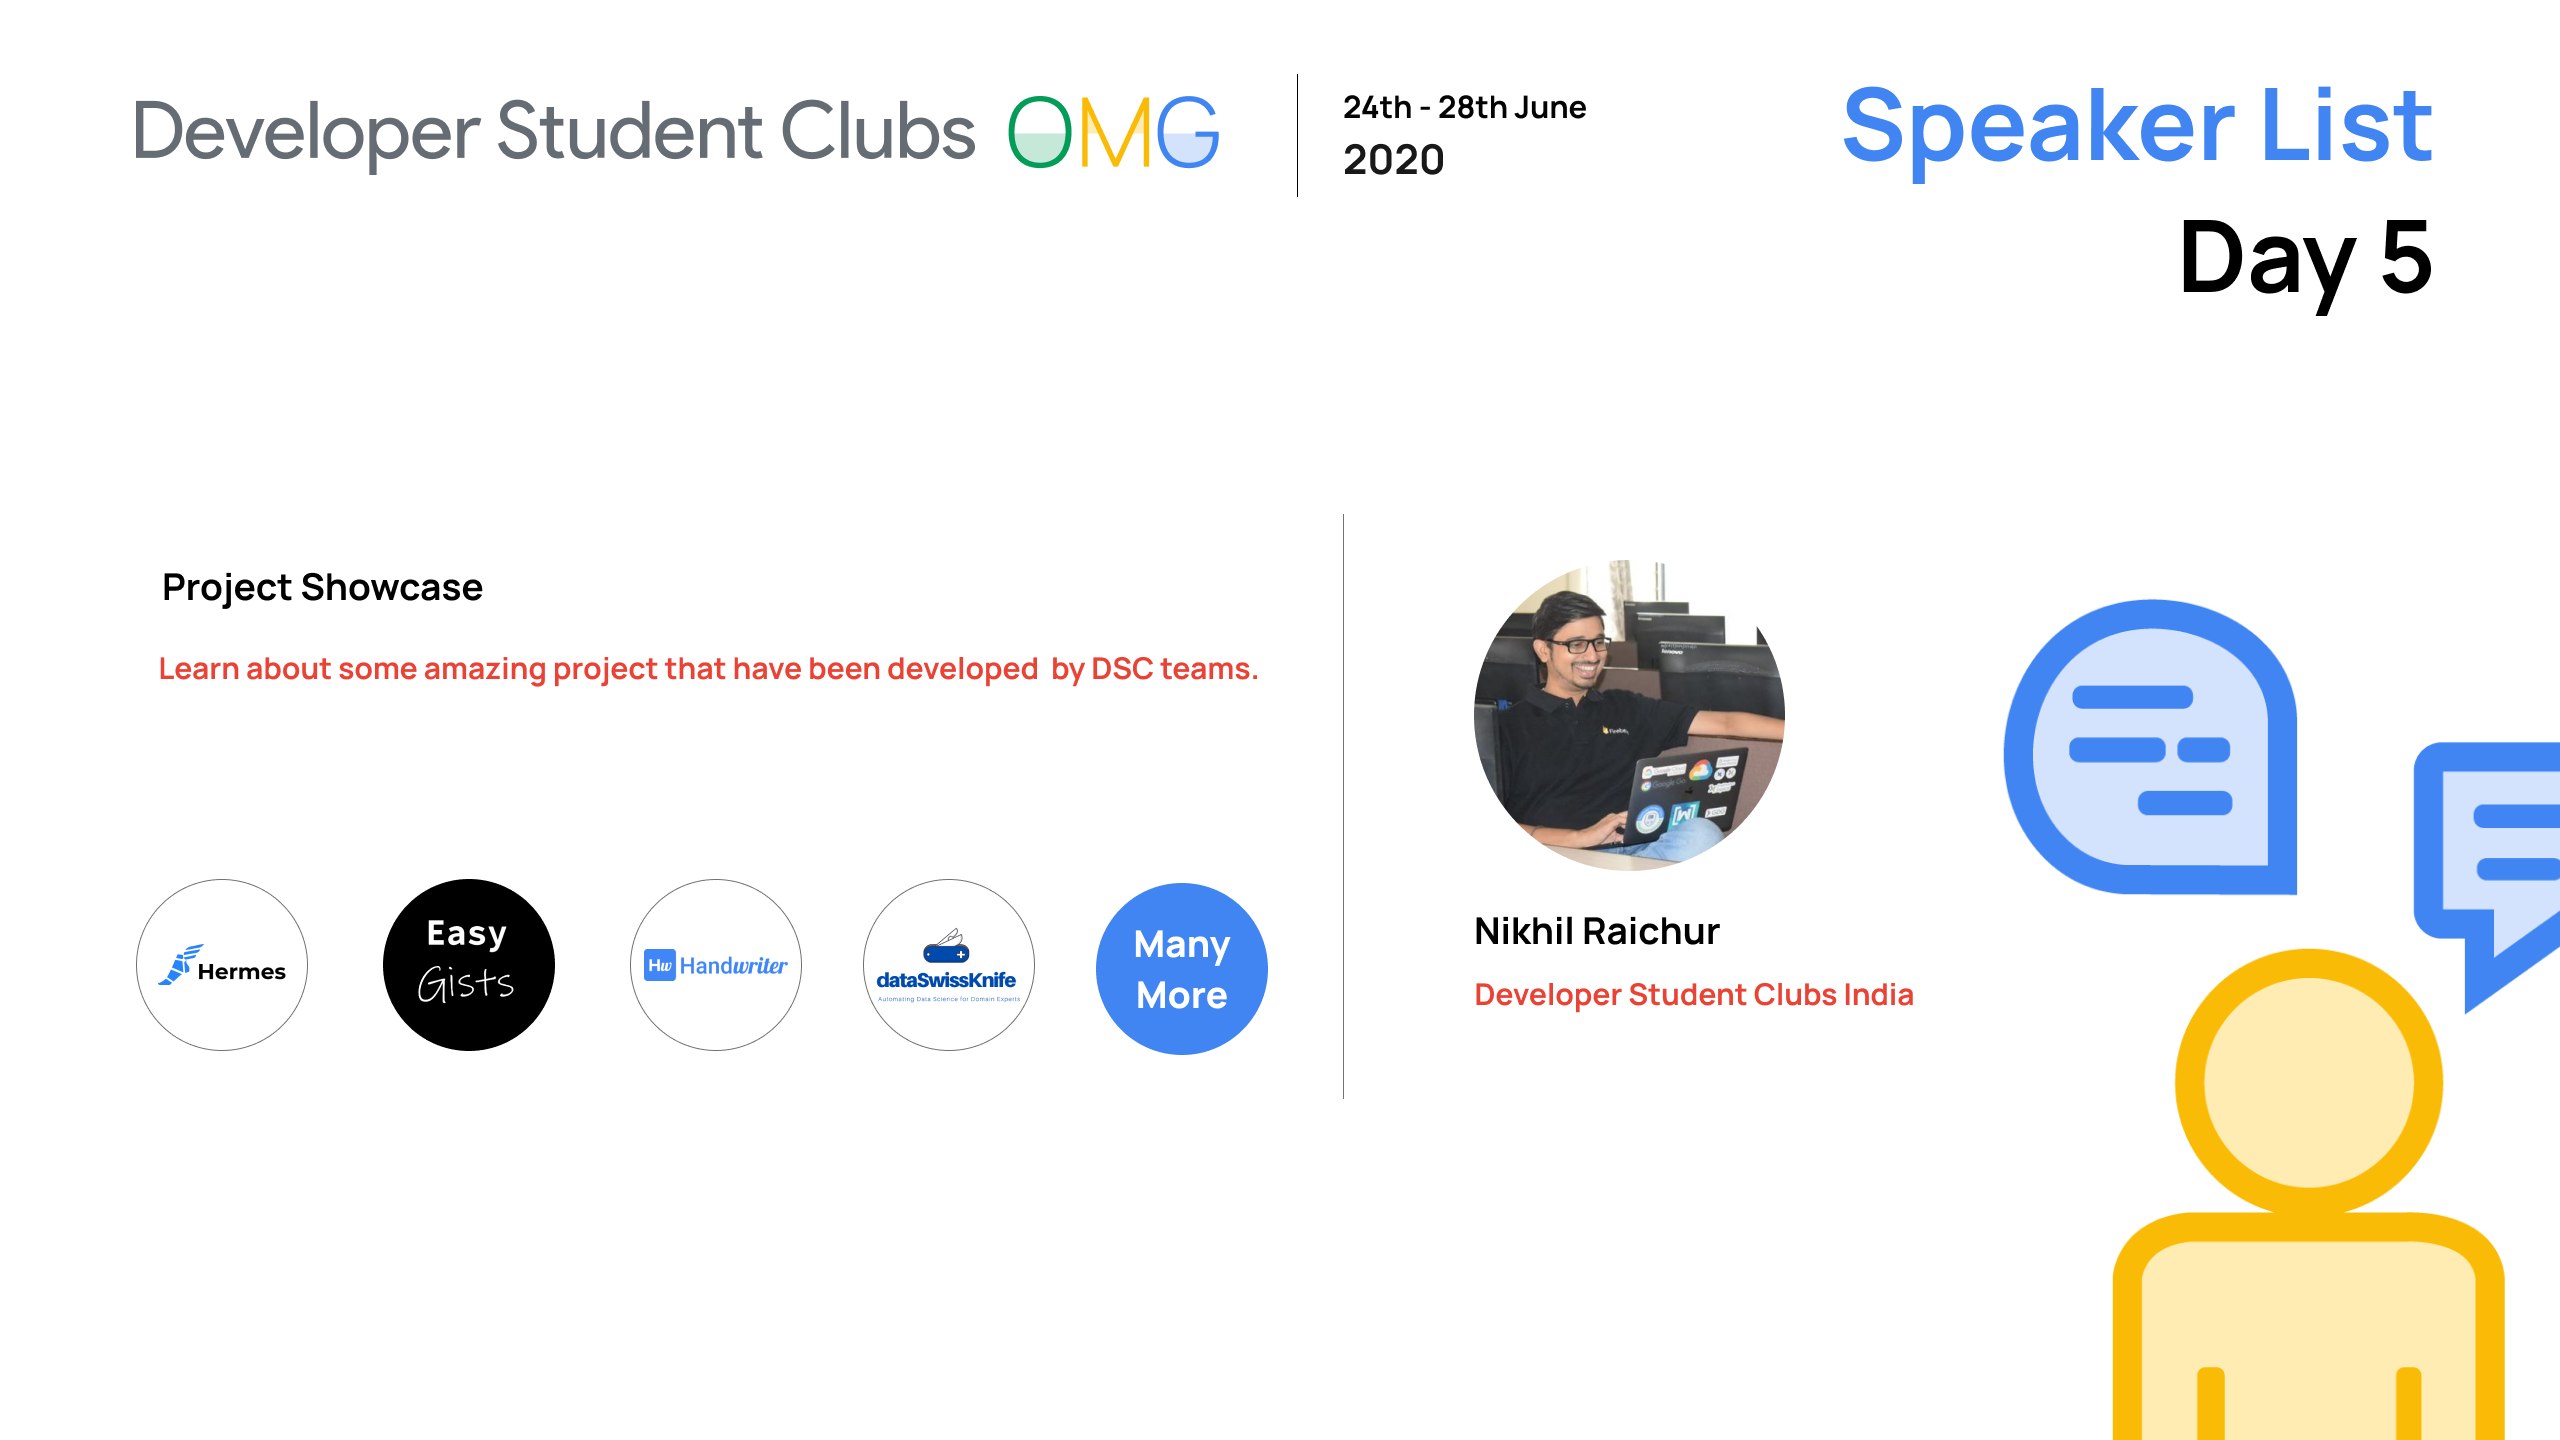 Developer Student Clubs OMG
24th - 28th June
2020
Speaker List
Day 5
Project Showcase
Learn about some amazing project that have been developed by DSC teams.
Hermes
Easy
Gists
Hw Handwriter
dataSwissKnife
Automating Data Science for Domain Experts
Many
More
lenovo
Nikhil Raichur
Developer Student Clubs India